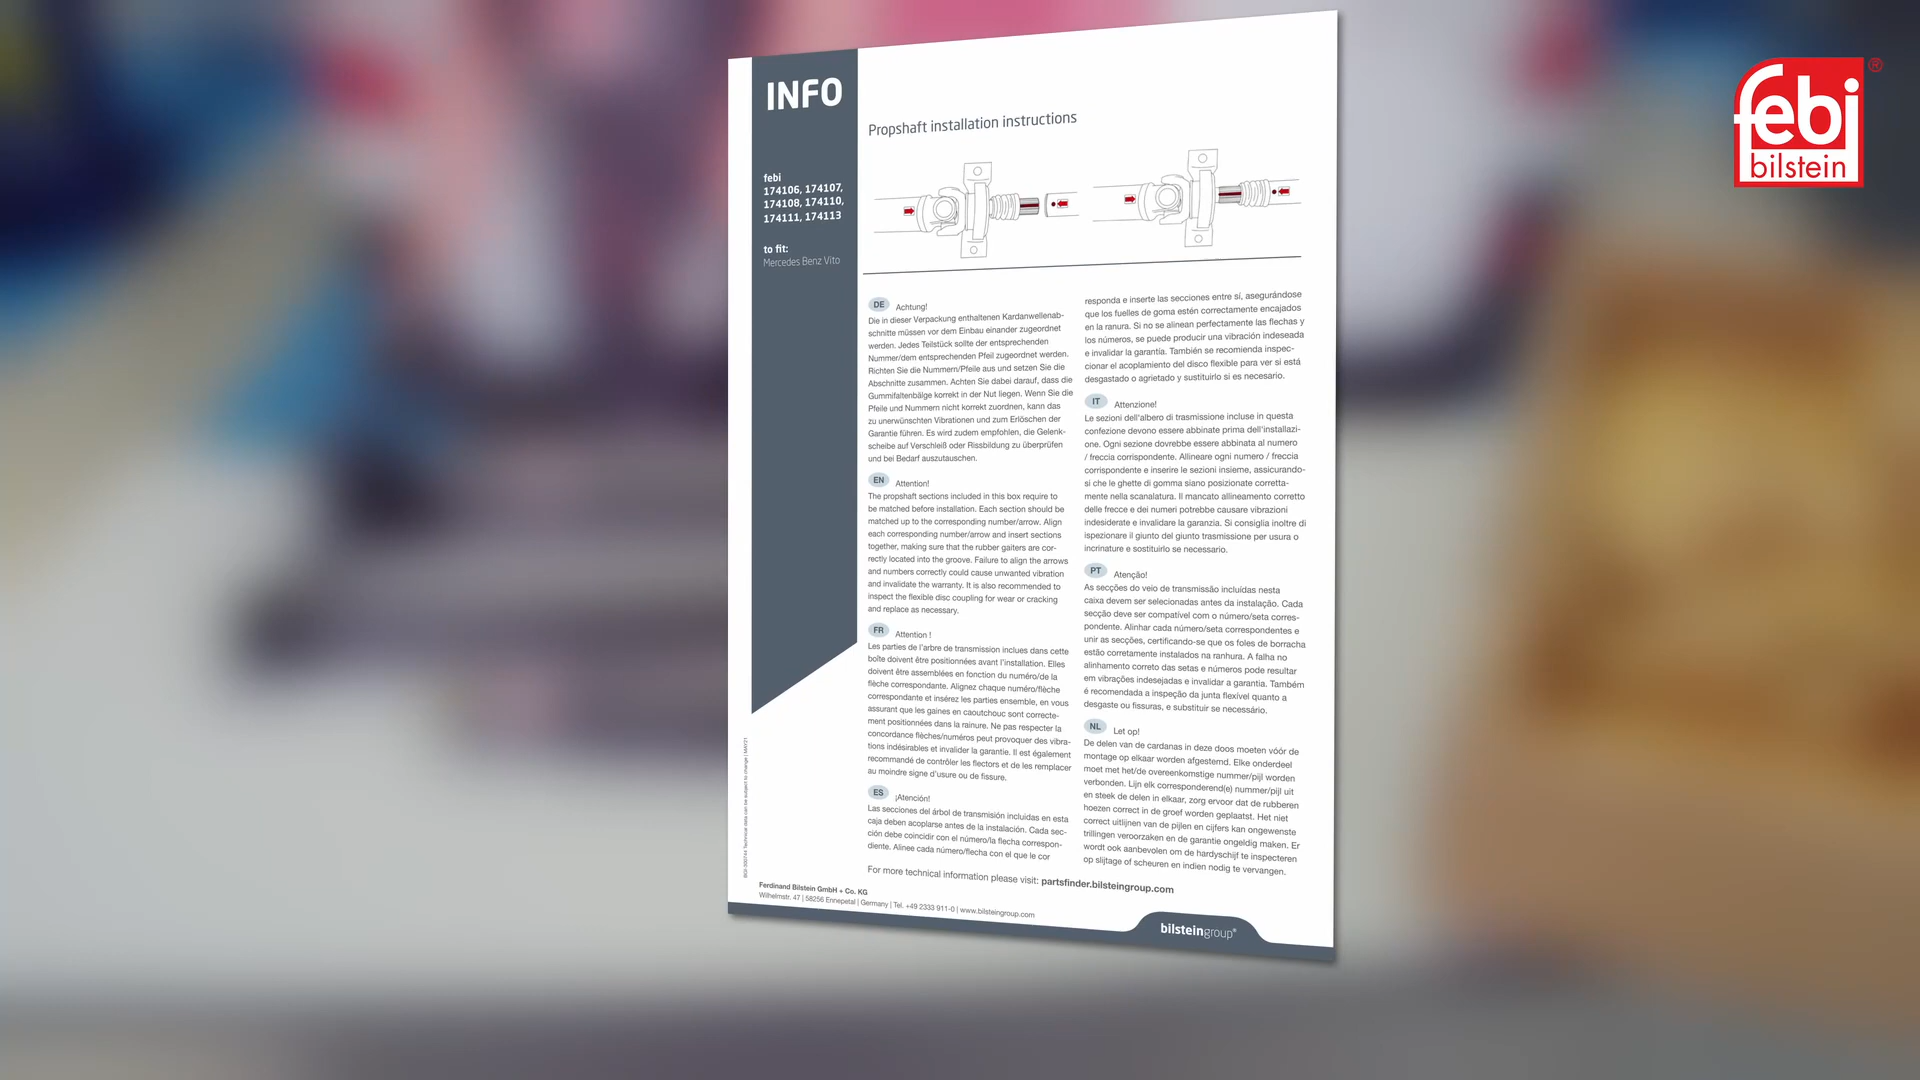 INFO
febi
174106, 174107,
174108, 174110,
174111, 174113
to fit:
Mercedes Benz Vito
Propshaft installation instructions
DE Achtung!
Die in dieser Verpackung enthaltenen Kardanwellenab-
schnitte müssen vor dem Einbau einander zugeordnet
werden. Jedes Teilstück sollte der entsprechenden
Nummer/dem entsprechenden Pfeil zugeordnet werden.
Richten Sie die Nummern/Pfeile aus und setzen Sie die
Abschnitte zusammen. Achten Sie dabei darauf, dass die
Gummifaltenbälge korrekt in der Nut liegen. Wenn Sie die
Pfeile und Nummern nicht korrekt zuordnen, kann das
zu unerwünschten Vibrationen und zum Erlöschen der
Garantie führen. Es wird zudem empfohlen, die Gelenk-
scheibe auf Verschleiß oder Rissbildung zu überprüfen
und bei Bedarf auszutauschen.
EN Attention!
The propshaft sections included in this box require to
be matched before installation. Each section should be
matched up to the corresponding number/arrow. Align
each corresponding number/arrow and insert sections
together, making sure that the rubber gaiters are cor-
rectly located into the groove. Failure to align the arrows
and numbers correctly could cause unwanted vibration
and invalidate the warranty. It is also recommended to
inspect the flexible disc coupling for wear or cracking
and replace as necessary.
FR Attention !
Les parties de l'arbre de transmission inclues dans cette
boîte doivent être positionnées avant l'installation. Elles
doivent être assemblées en fonction du numéro/de la
flèche correspondante. Alignez chaque numéro/flèche
correspondante et insérez les parties ensemble, en vous
assurant que les gaines en caoutchouc sont correcte-
ment positionnées dans la rainure. Ne pas respecter la
concordance flèches/numéros peut provoquer des vibra-
tions indésirables et invalider la garantie. Il est également
recommandé de contrôler les flectors et de les remplacer
au moindre signe d'usure ou de fissure.
ES ¡Atención!
Las secciones del árbol de transmisión incluidas en esta
caja deben acoplarse antes de la instalación. Cada sec-
ción debe coincidir con el número/la flecha correspon-
diente. Alinee cada número/flecha con el que le cor
responda e inserte las secciones entre sí, asegurándose
que los fuelles de goma estén correctamente encajados
en la ranura. Si no se alinean perfectamente las flechas y
los números, se puede producir una vibración indeseada
e invalidar la garantía. También se recomienda inspec-
cionar el acoplamiento del disco flexible para ver si está
desgastado o agrietado y sustituirlo si es necesario.
IT Attenzione!
Le sezioni dell'albero di trasmissione incluse in questa
confezione devono essere abbinate prima dell'installazi-
one. Ogni sezione dovrebbe essere abbinata al numero
/ freccia corrispondente. Allineare ogni numero / freccia
corrispondente e inserire le sezioni insieme, assicurando-
si che le ghette di gomma siano posizionate corretta-
mente nella scanalatura. Il mancato allineamento corretto
delle frecce e dei numeri potrebbe causare vibrazioni
indesiderate e invalidare la garanzia. Si consiglia inoltre di
ispezionare il giunto del giunto trasmissione per usura o
incrinature e sostituirlo se necessario.
PT Atenção!
As secções do veio de transmissão incluídas nesta
caixa devem ser selecionadas antes da instalação. Cada
secção deve ser compatível com o número/seta corres-
pondente. Alinhar cada número/seta correspondentes e
unir as secções, certificando-se que os foles de borracha
estão corretamente instalados na ranhura. A falha no
alinhamento correto das setas e números pode resultar
em vibrações indesejadas e invalidar a garantia. Também
é recomendada a inspeção da junta flexível quanto a
desgaste ou fissuras, e substituir se necessário.
NL Let op!
De delen van de cardanas in deze doos moeten vóór de
montage op elkaar worden afgestemd. Elke onderdeel
moet met het/de overeenkomstige nummer/pijl worden
verbonden. Lijn elk corresponderend(e) nummer/pijl uit
en steek de delen in elkaar, zorg ervoor dat de rubberen
hoezen correct in de groef worden geplaatst. Het niet
correct uitlijnen van de pijlen en cijfers kan ongewenste
trillingen veroorzaken en de garantie ongeldig maken. Er
wordt ook aanbevolen om de hardyschijf te inspecteren
op slijtage of scheuren en indien nodig te vervangen.
For more technical information please visit: partsfinder.bilsteingroup.com
Technical data can be subject to change | MAY21
Ferdinand Bilstein GmbH + Co. KG
Wilhelmstr. 47 | 58256 Ennepetal | Germany | Tel. +49 2333 911-0 | www.bilsteingroup.com
bilsteingroup®
febi ®
bilstein